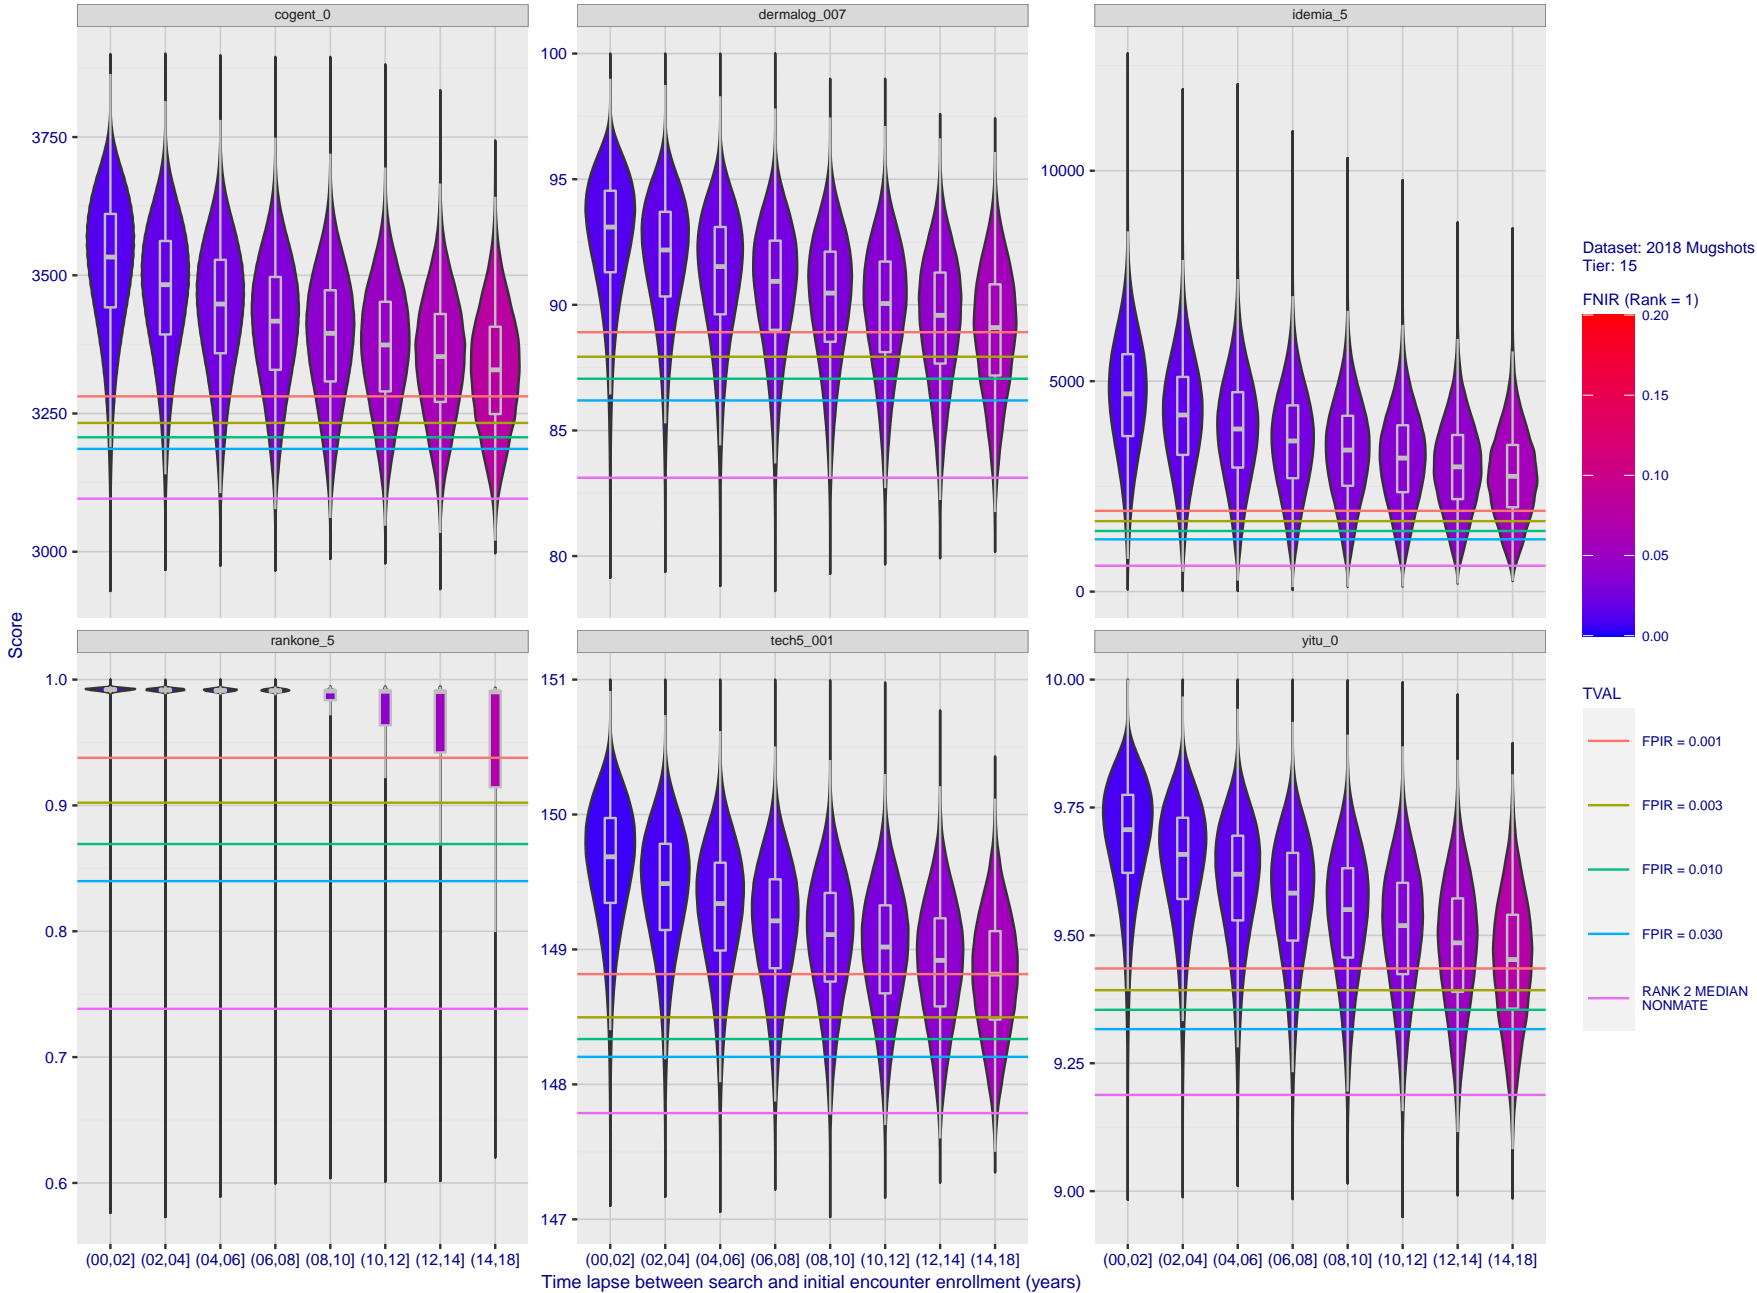 cogent_0
dermalog_007
idemia_5
3750
3500
3250
3000
100
95
90
85
80
10000
5000
0
Score
rankone_5
tech5_001
yitu_0
1.0
0.9
0.8
0.7
0.6
151
150
149
148
147
10.00
9.75
9.50
9.25
9.00
(00,02] (02,04] (04,06] (06,08] (08,10] (10,12] (12,14] (14,18]
(00,02] (02,04] (04,06] (06,08] (08,10] (10,12] (12,14] (14,18]
(00,02] (02,04] (04,06] (06,08] (08,10] (10,12] (12,14] (14,18]
Time lapse between search and initial encounter enrollment (years)
Dataset: 2018 Mugshots
Tier: 15
FNIR (Rank = 1)
0.20
0.15
0.10
0.05
0.00
TVAL
FPIR = 0.001
FPIR = 0.003
FPIR = 0.010
FPIR = 0.030
RANK 2 MEDIAN
NONMATE